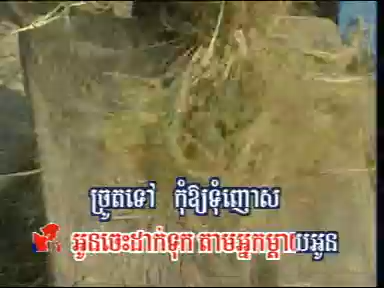 ច្រូតទៅ កុំឱ្យទុំញោស
អូនចេះដាក់ទុក តាមអ្នកម្ដាយអូន